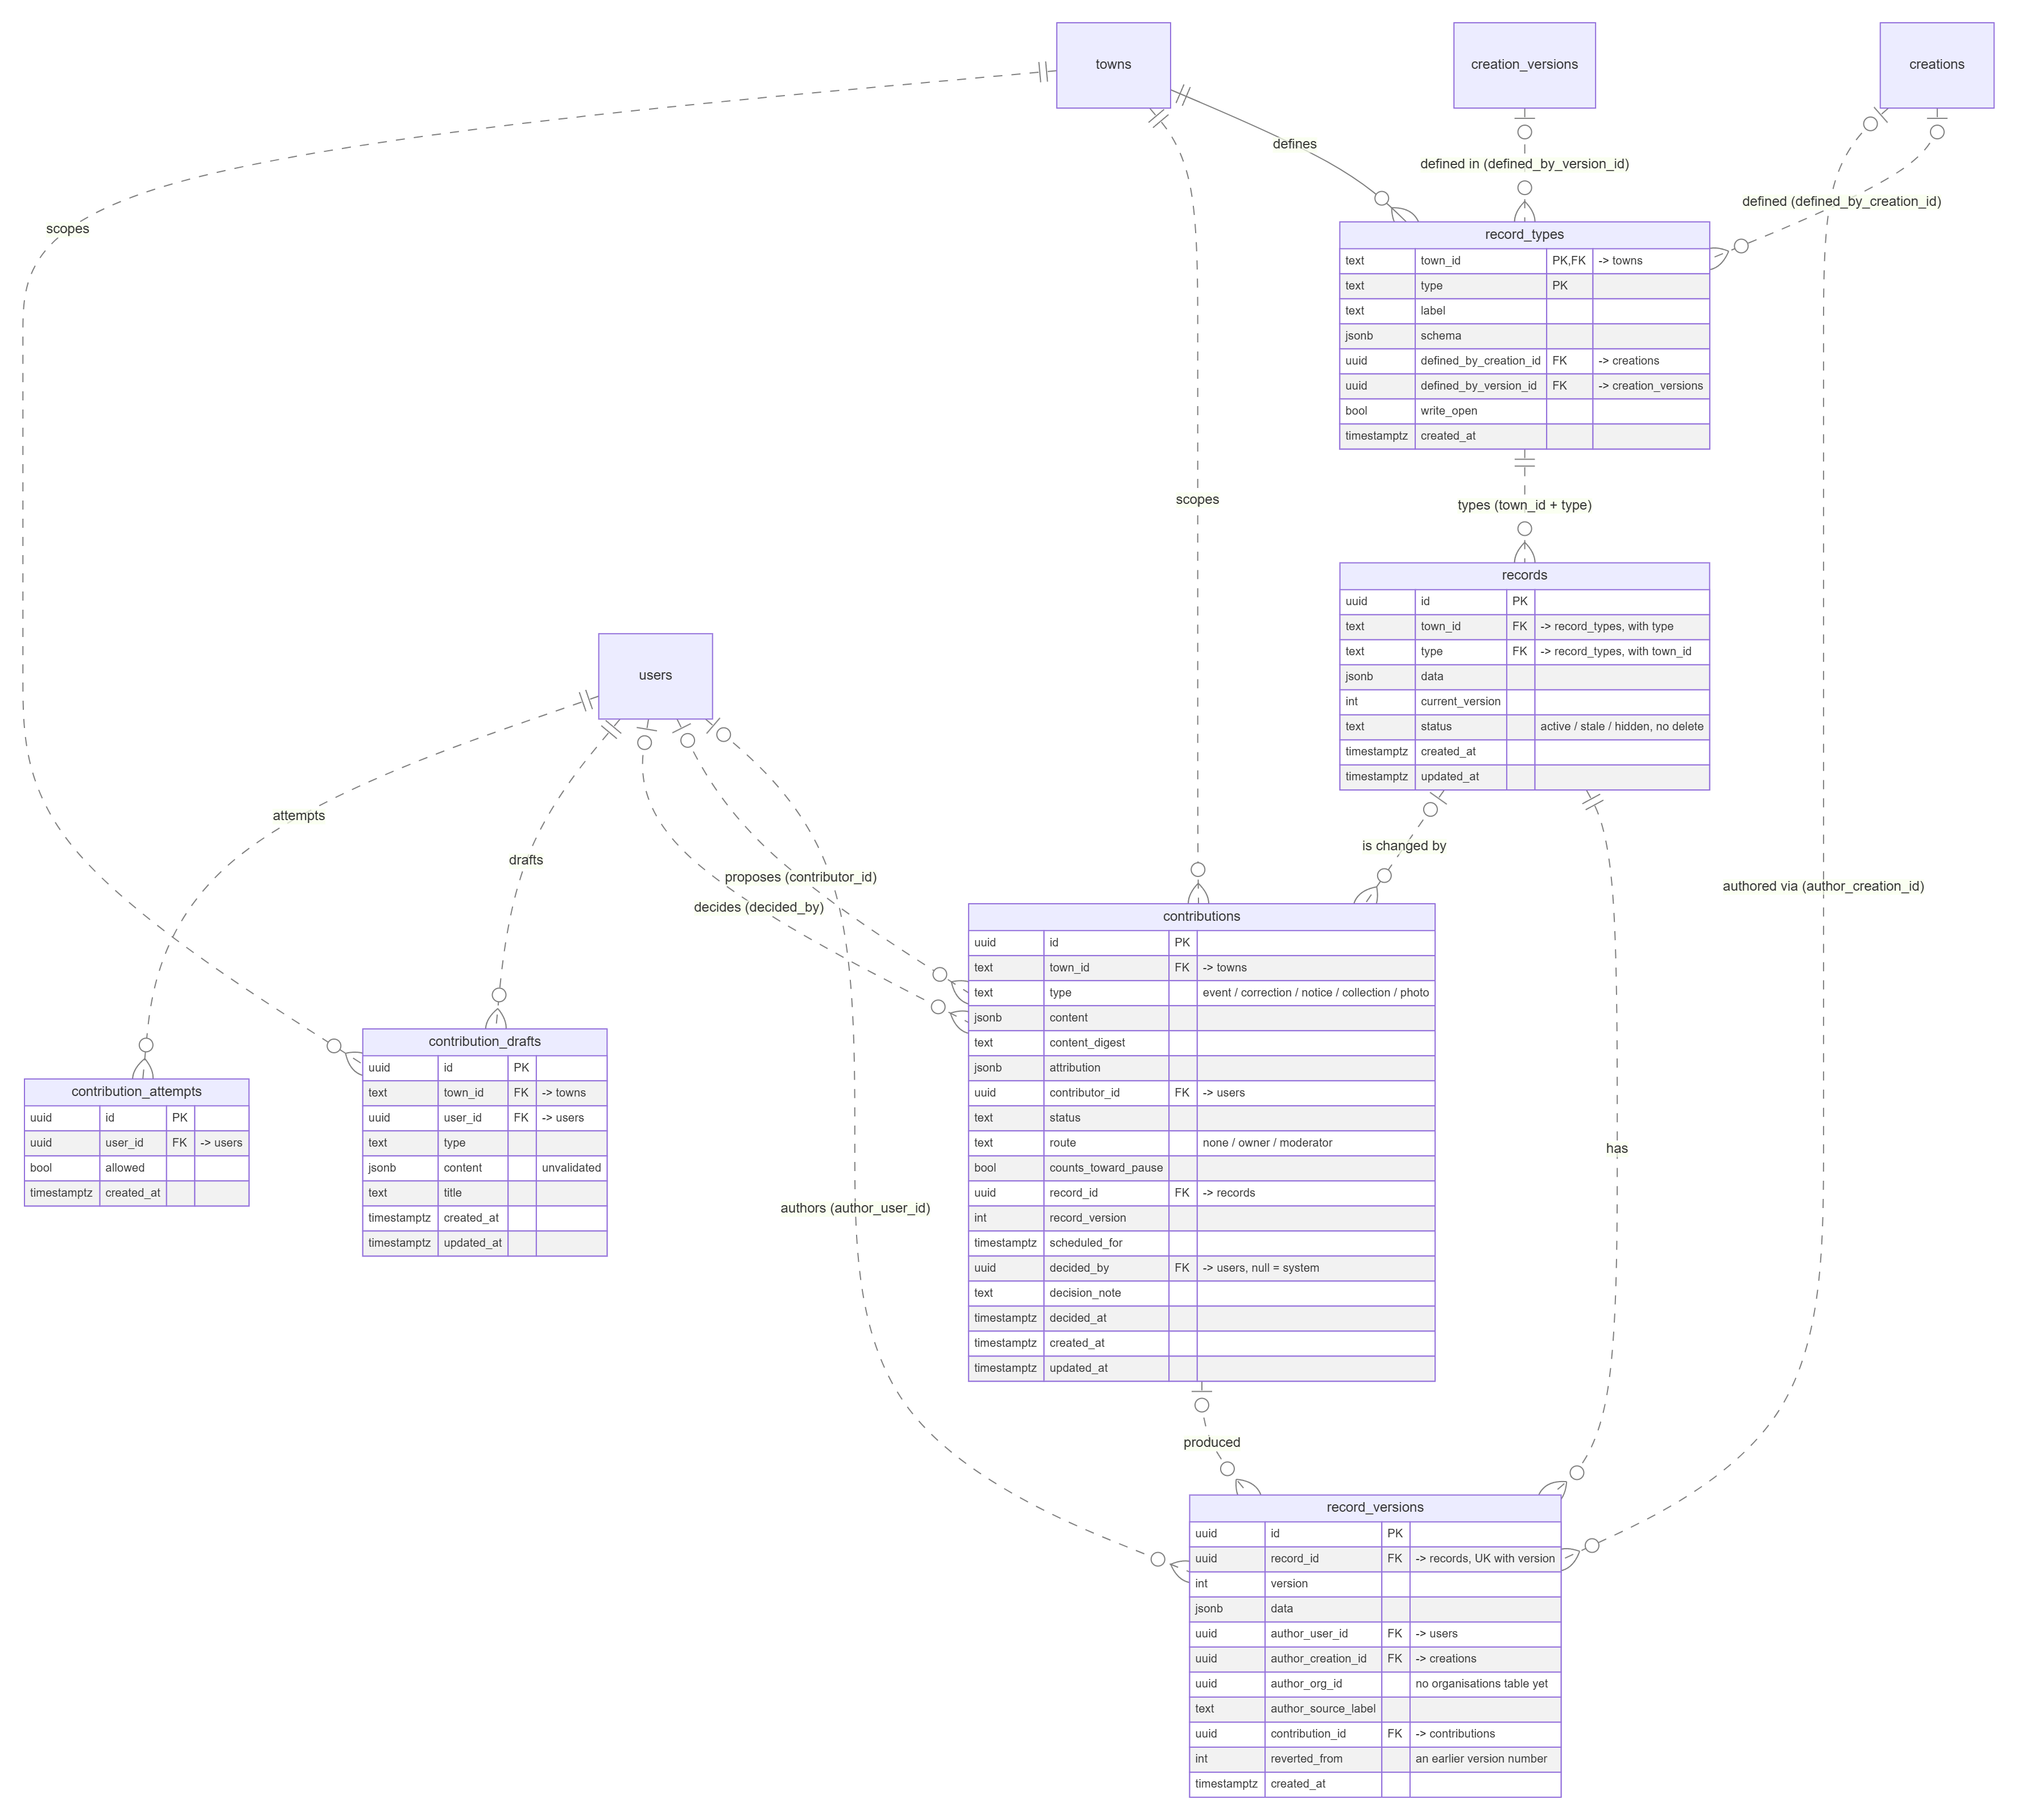 towns
creation_versions
creations
defines
defined in (defined_by_version_id)
defined (defined_by_creation_id)
scopes
record_types
text town_id PK,FK -> towns
text type PK
text label
jsonb schema
uuid defined_by_creation_id FK -> creations
uuid defined_by_version_id FK -> creation_versions
bool write_open
timestamptz created_at
scopes
types (town_id + type)
records
uuid id PK
text town_id FK -> record_types, with type
text type FK -> record_types, with town_id
jsonb data
int current_version
text status active / stale / hidden, no delete
timestamptz created_at
timestamptz updated_at
users
attempts
drafts
proposes (contributor_id)
decides (decided_by)
is changed by
authored via (author_creation_id)
contributions
uuid id PK
text town_id FK -> towns
text type event / correction / notice / collection / photo
jsonb content
text content_digest
jsonb attribution
uuid contributor_id FK -> users
text status
text route none / owner / moderator
bool counts_toward_pause
uuid record_id FK -> records
int record_version
timestamptz scheduled_for
uuid decided_by FK -> users, null = system
text decision_note
timestamptz decided_at
timestamptz created_at
timestamptz updated_at
contribution_drafts
uuid id PK
text town_id FK -> towns
uuid user_id FK -> users
text type
jsonb content unvalidated
text title
timestamptz created_at
timestamptz updated_at
contribution_attempts
uuid id PK
uuid user_id FK -> users
bool allowed
timestamptz created_at
has
authors (author_user_id)
produced
record_versions
uuid id PK
uuid record_id FK -> records, UK with version
int version
jsonb data
uuid author_user_id FK -> users
uuid author_creation_id FK -> creations
uuid author_org_id no organisations table yet
text author_source_label
uuid contribution_id FK -> contributions
int reverted_from an earlier version number
timestamptz created_at